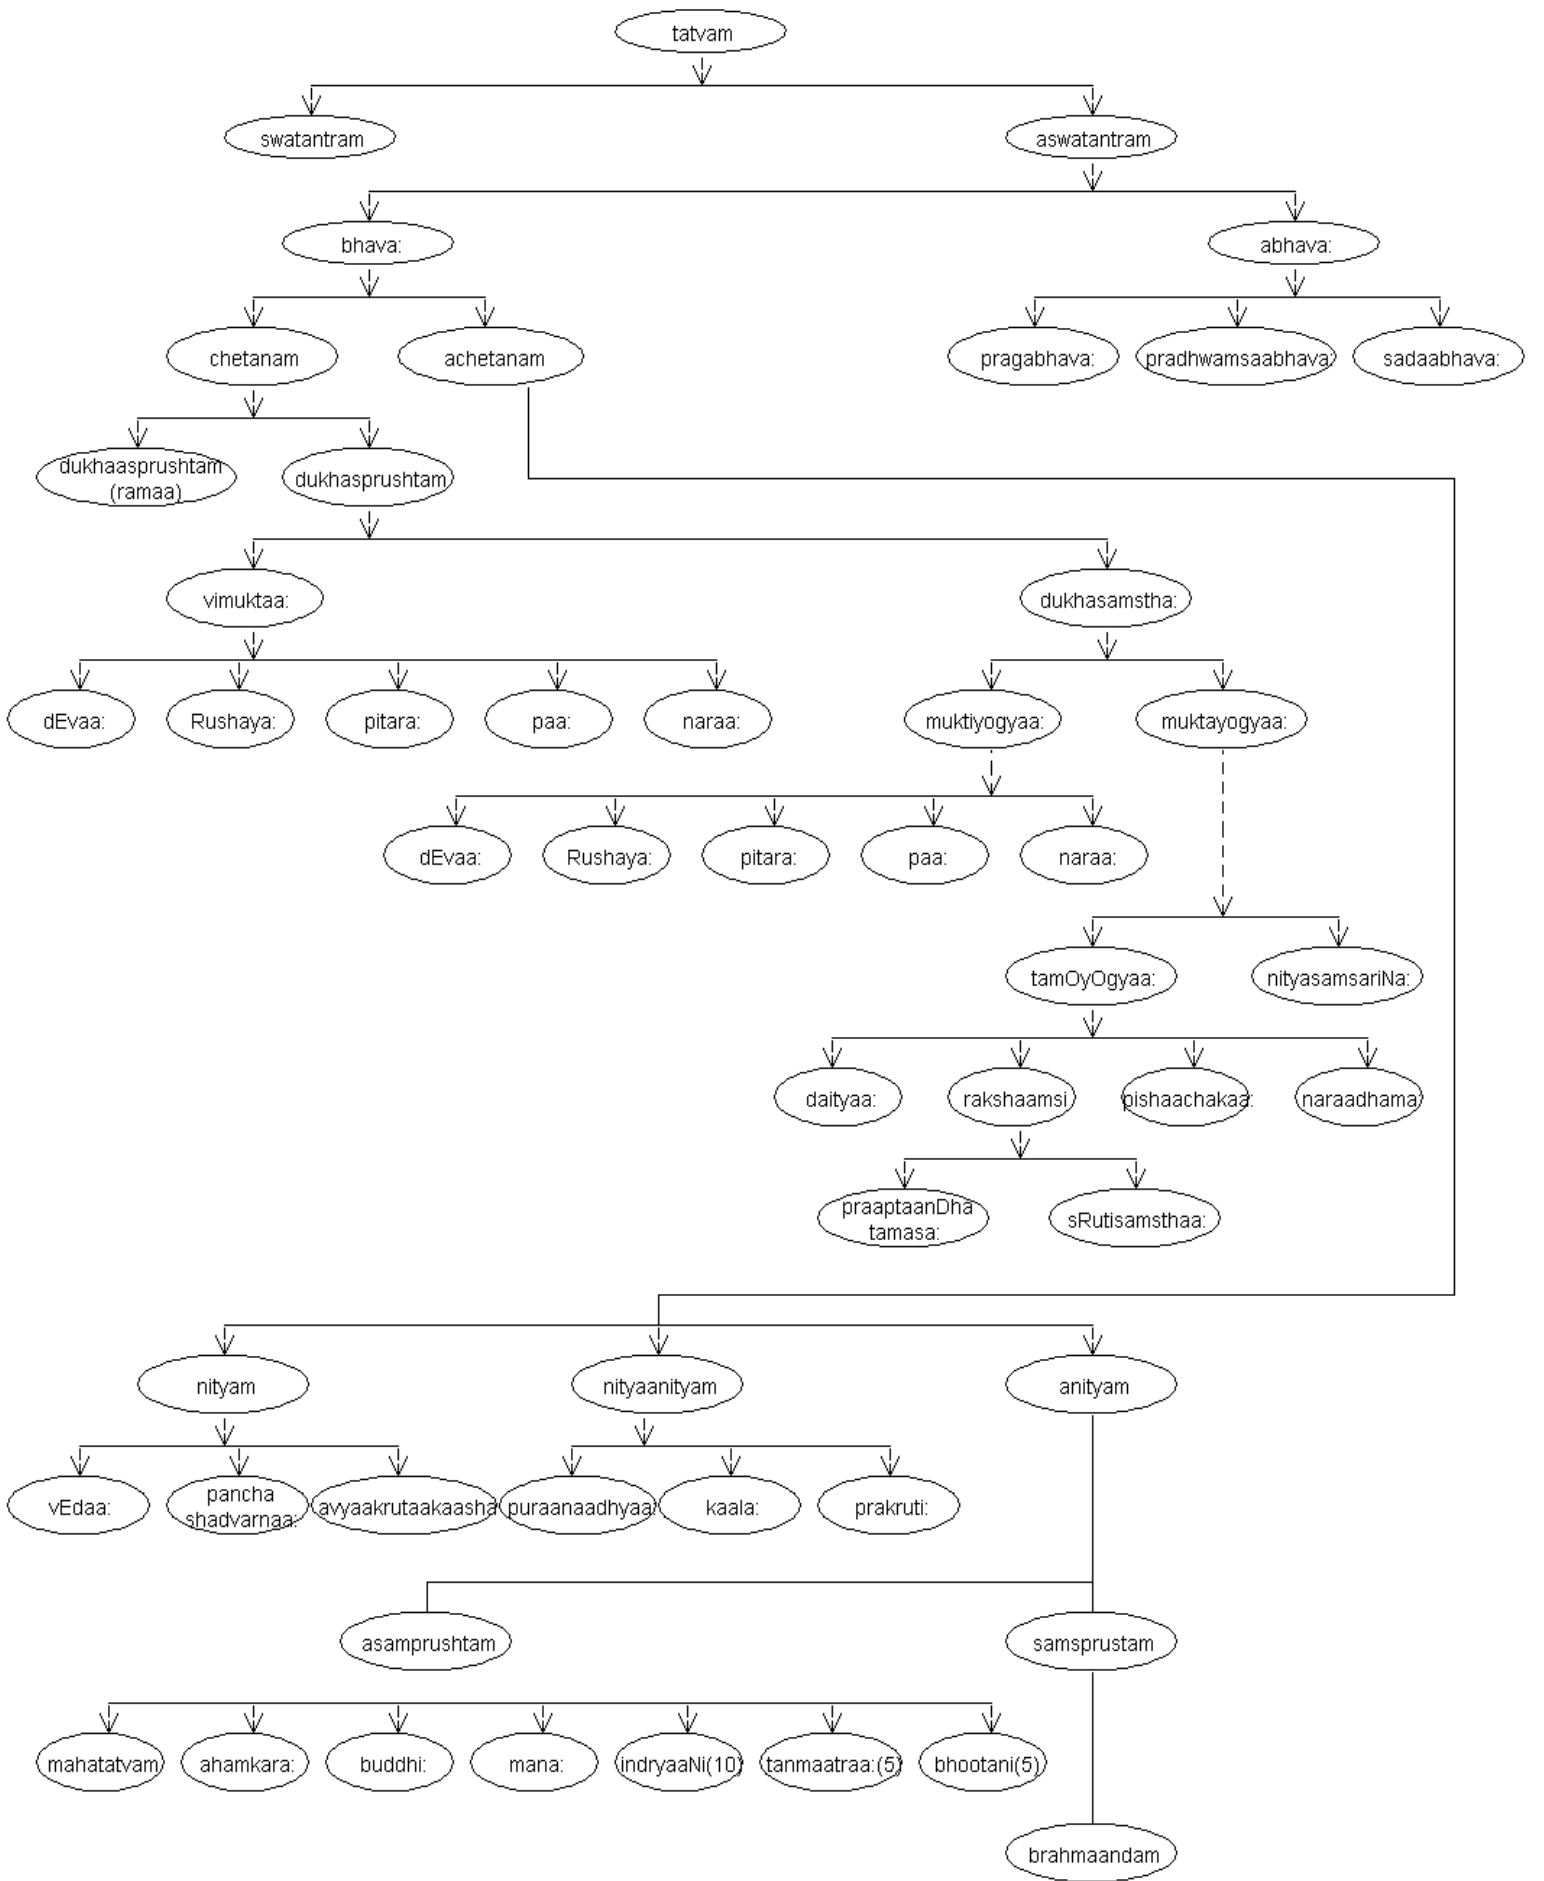 tatvam
swatantram
aswatantram
bhava:
abhava:
chetanam
achetanam
pragabhava:
pradhwamsaabhava:
sadaabhava:
dukhaasprushtam
(ramaa)
dukhasprushtam
vimuktaa:
dukhasamstha:
dEvaa:
Rushaya:
pitara:
paa:
naraa:
muktiyogyaa:
muktayogyaa:
dEvaa:
Rushaya:
pitara:
paa:
naraa:
tamOyOgyaa:
nityasamsariNa:
daityaa:
rakshaamsi
pishaachakaa:
naraadhama
praaptaanDha
tamasa:
sRutisamsthaa:
nityam
nityaanityam
anityam
vEdaa:
pancha
shadvarnaa:
avyaakrutaakaasha
puraanaadhyaa:
kaala:
prakruti:
asamprushtam
samsprustam
mahatatvam
ahamkara:
buddhi:
mana:
indryaaNi(10)
tanmaatraa:(5)
bhootani(5)
brahmaandam